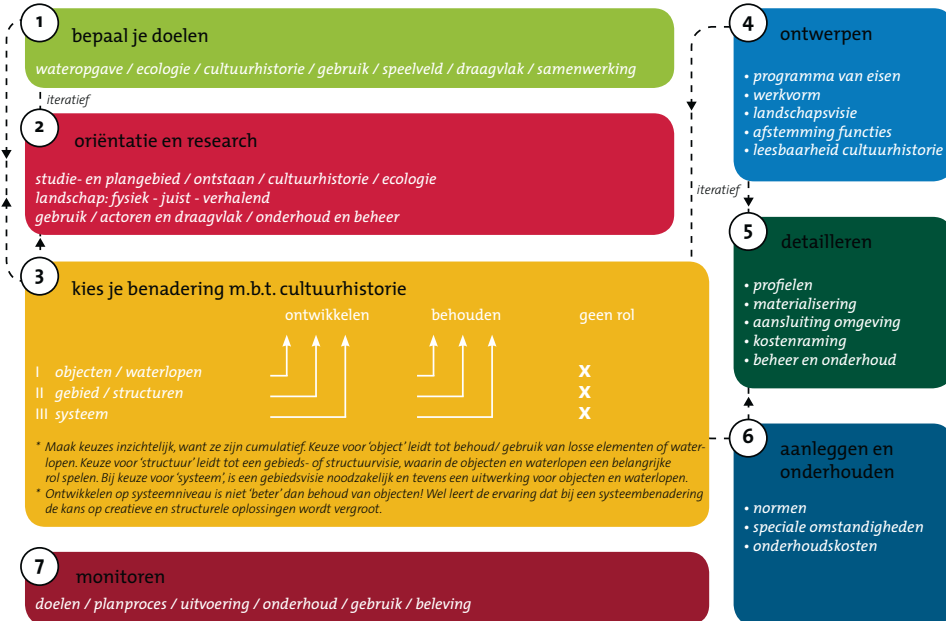 1
bepaal je doelen
wateropgave / ecologie / cultuurhistorie / gebruik / speelveld / draagvlak / samenwerking
iteratief
2
oriëntatie en research
studie- en plangebied / ontstaan / cultuurhistorie / ecologie
landschap: fysiek - juist - verhalend
gebruik / actoren en draagvlak / onderhoud en beheer
3
kies je benadering m.b.t. cultuurhistorie
ontwikkelen behouden geen rol
I objecten / waterlopen X
II gebied / structuren X
III systeem X
* Maak keuzes inzichtelijk, want ze zijn cumulatief. Keuze voor ‘object’ leidt tot behoud/ gebruik van losse elementen of water-
lopen. Keuze voor ‘structuur’ leidt tot een gebieds- of structuurvisie, waarin de objecten en waterlopen een belangrijke
rol spelen. Bij keuze voor ‘systeem’, is een gebiedsvisie noodzakelijk en tevens een uitwerking voor objecten en waterlopen.
* Ontwikkelen op systeemniveau is niet ‘beter’ dan behoud van objecten! Wel leert de ervaring dat bij een systeembenadering
de kans op creatieve en structurele oplossingen wordt vergroot.
4
ontwerpen
• programma van eisen
• werkvorm
• landschapsvisie
• afstemming functies
• leesbaarheid cultuurhistorie
iteratief
5
detailleren
• profielen
• materialisering
• aansluiting omgeving
• kostenraming
• beheer en onderhoud
6
aanleggen en
onderhouden
• normen
• speciale omstandigheden
• onderhoudskosten
7
monitoren
doelen / planproces / uitvoering / onderhoud / gebruik / beleving